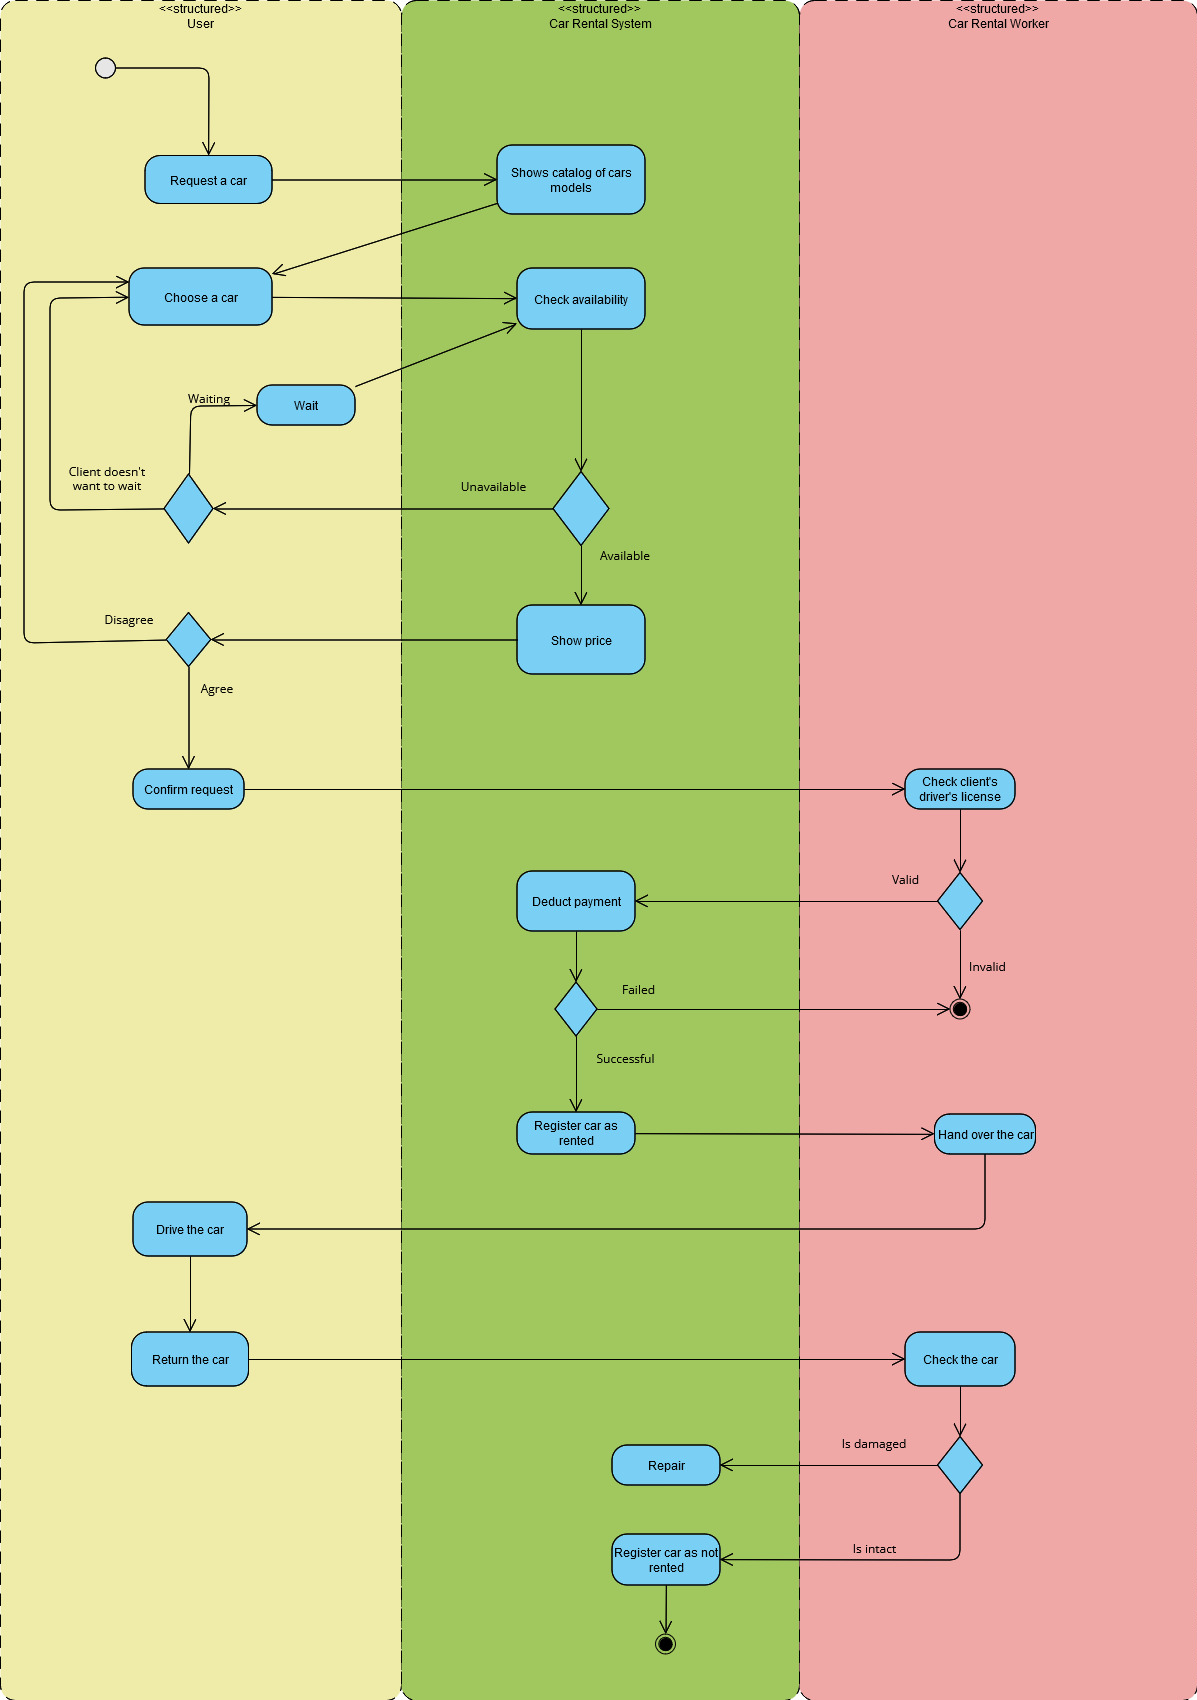 <<structured>>
User
<<structured>>
Car Rental System
<<structured>>
Car Rental Worker
Request a car
Shows catalog of cars
models
Choose a car
Check availability
Waiting
Wait
Client doesn't
want to wait
Unavailable
Available
Disagree
Show price
Agree
Confirm request
Check client's
driver's license
Valid
Deduct payment
Invalid
Failed
Successful
Register car as
rented
Hand over the car
Drive the car
Return the car
Check the car
Is damaged
Repair
Is intact
Register car as not
rented